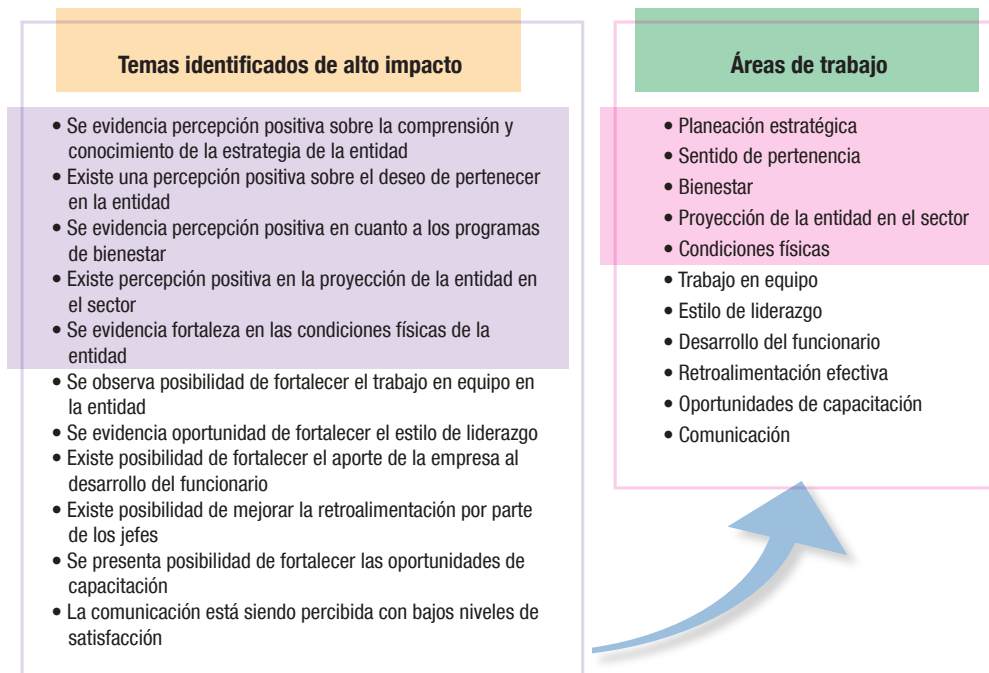 Temas identificados de alto impacto
• Se evidencia percepción positiva sobre la comprensión y
conocimiento de la estrategia de la entidad
• Existe una percepción positiva sobre el deseo de pertenecer
en la entidad
• Se evidencia percepción positiva en cuanto a los programas
de bienestar
• Existe percepción positiva en la proyección de la entidad en
el sector
• Se evidencia fortaleza en las condiciones físicas de la
entidad
• Se observa posibilidad de fortalecer el trabajo en equipo en
la entidad
• Se evidencia oportunidad de fortalecer el estilo de liderazgo
• Existe posibilidad de fortalecer el aporte de la empresa al
desarrollo del funcionario
• Existe posibilidad de mejorar la retroalimentación por parte
de los jefes
• Se presenta posibilidad de fortalecer las oportunidades de
capacitación
• La comunicación está siendo percibida con bajos niveles de
satisfacción
Áreas de trabajo
• Planeación estratégica
• Sentido de pertenencia
• Bienestar
• Proyección de la entidad en el sector
• Condiciones físicas
• Trabajo en equipo
• Estilo de liderazgo
• Desarrollo del funcionario
• Retroalimentación efectiva
• Oportunidades de capacitación
• Comunicación